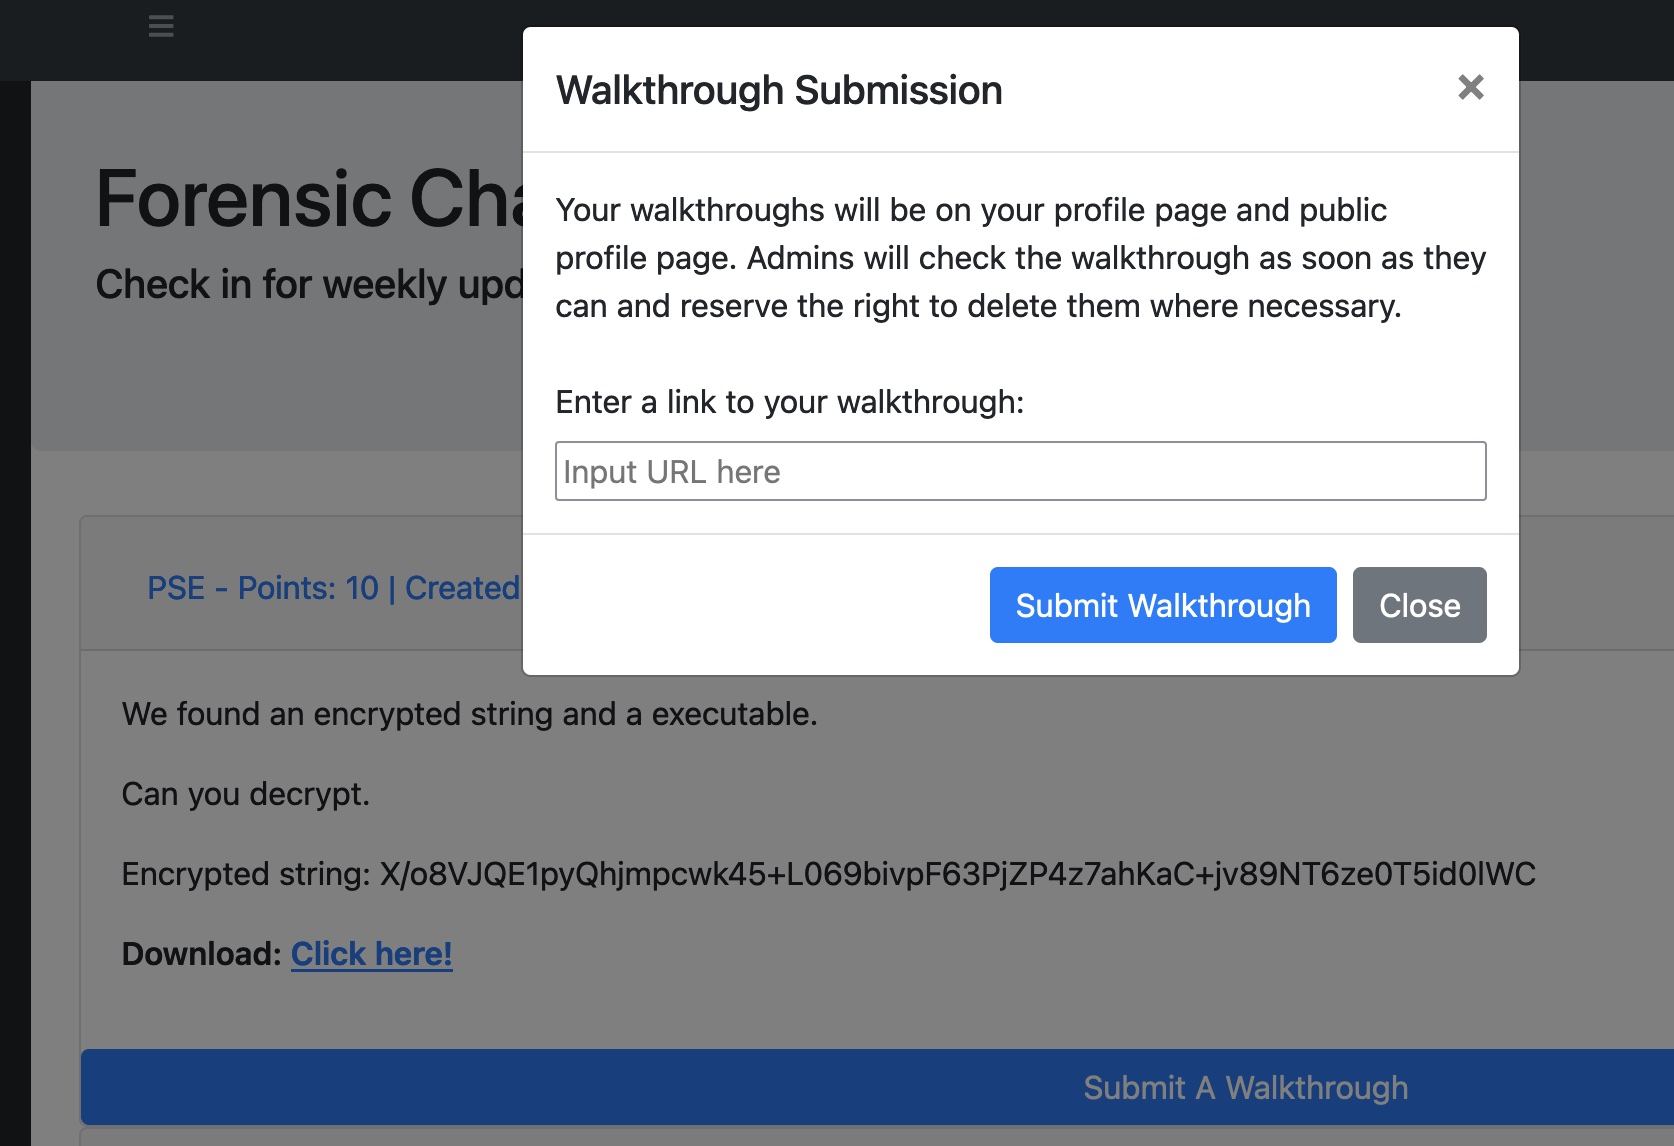 Walkthrough Submission
×
Your walkthroughs will be on your profile page and public
profile page. Admins will check the walkthrough as soon as they
can and reserve the right to delete them where necessary.
Enter a link to your walkthrough:
Input URL here
Submit Walkthrough
Close
Forensic
Check in for weekly
PSE - Points: 10 | Created
We found an encrypted string and a executable.
Can you decrypt.
Encrypted string: X/o8VJQE1pyQhjmpcwk45+L069bivpF63PjZP4z7ahKaC+jv89NT6ze0T5id0lWC
Download: Click here!
Submit A Walkthrough